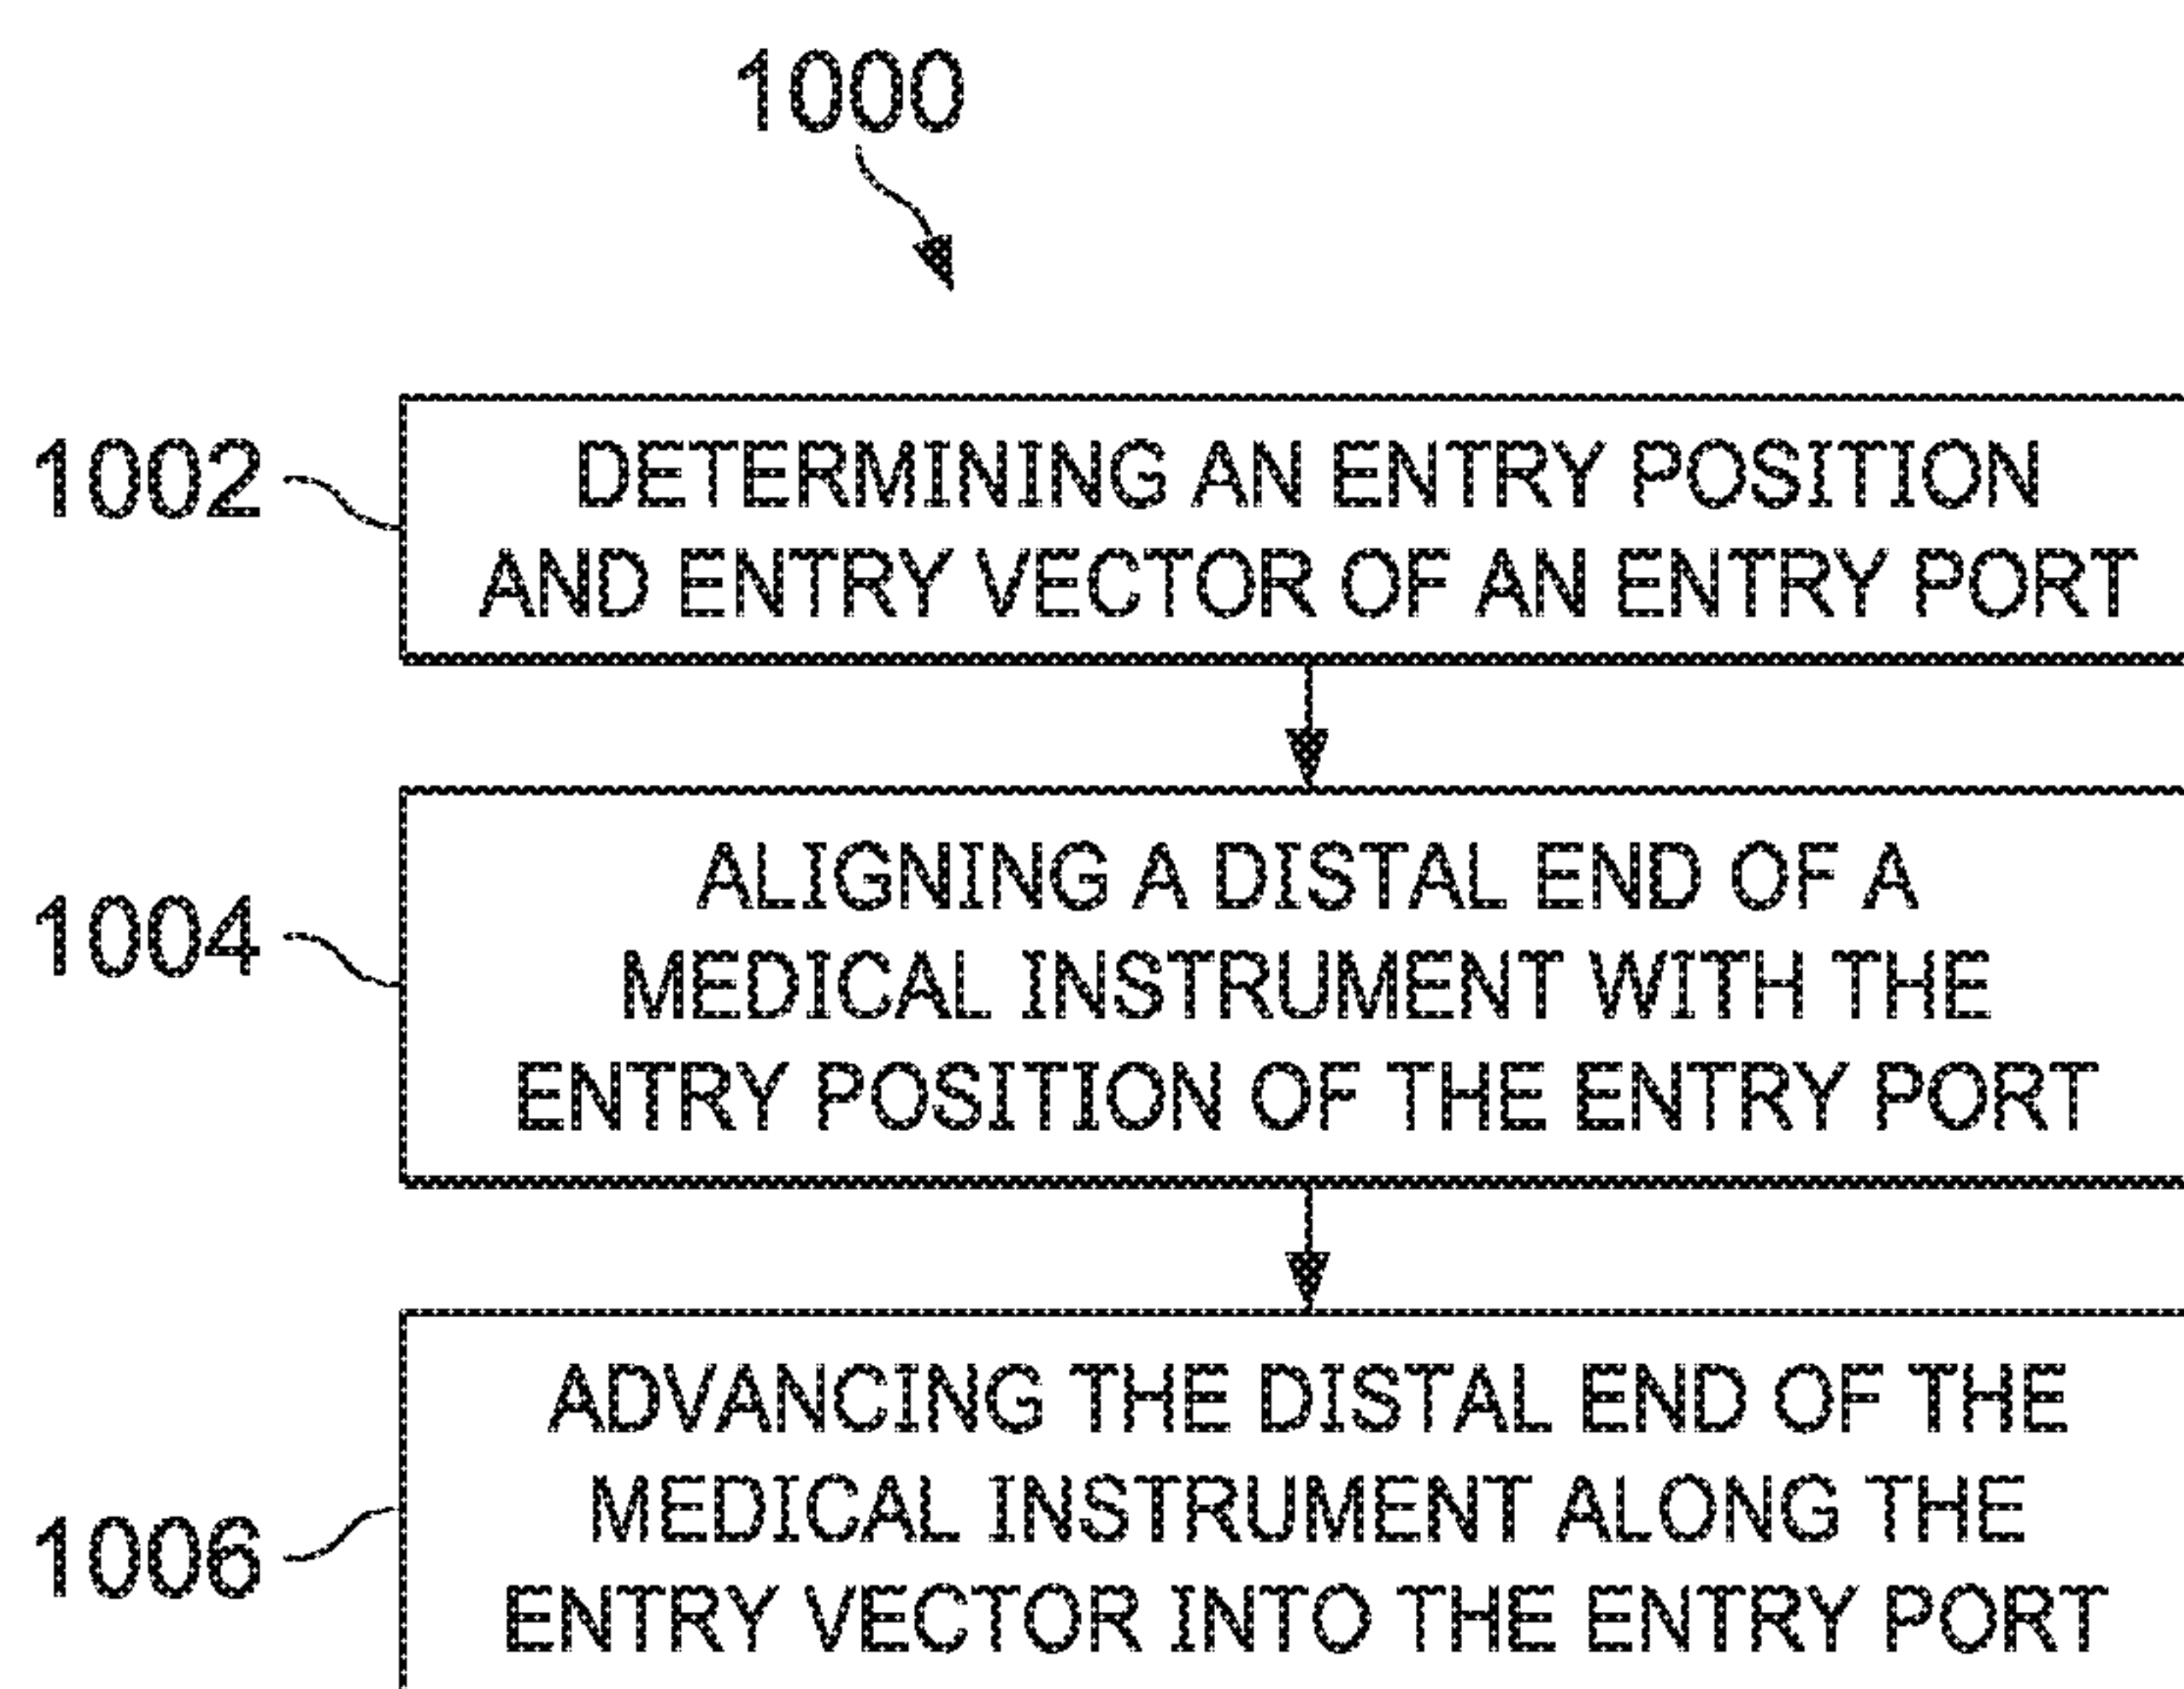 1000
1002
DETERMINING AN ENTRY POSITION
AND ENTRY VECTOR OF AN ENTRY PORT
1004
ALIGNING A DISTAL END OF A
MEDICAL INSTRUMENT WITH THE
ENTRY POSITION OF THE ENTRY PORT
1006
ADVANCING THE DISTAL END OF THE
MEDICAL INSTRUMENT ALONG THE
ENTRY VECTOR INTO THE ENTRY PORT